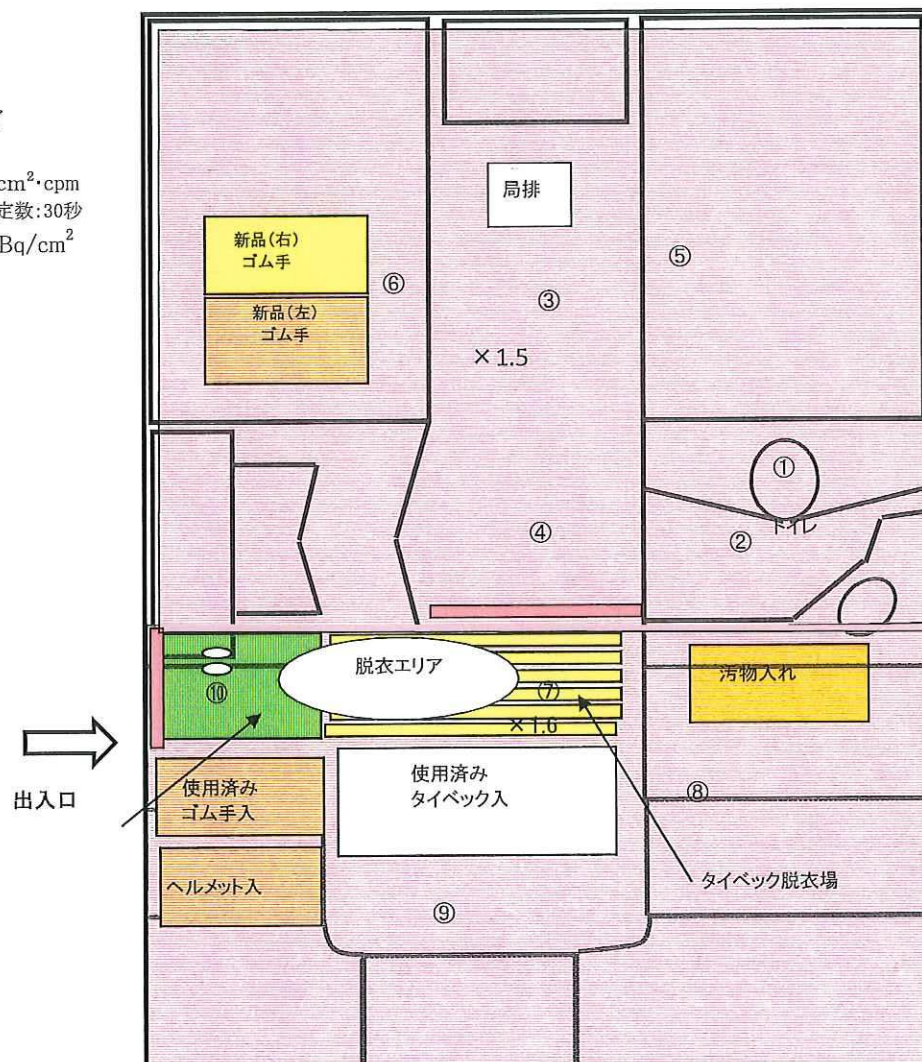 cm²·cpm
定数:30秒
Bq/cm²
局排
新品(右)
ゴム手
⑥
新品(左)
ゴム手
③
⑤
×1.5
①
トイレ
②
④
脱衣エリア
⑩
⑦
×1.6
汚物入れ
出入口
使用済み
ゴム手入
使用済み
タイベック入
⑧
ヘルメット入
タイベック脱衣場
⑨